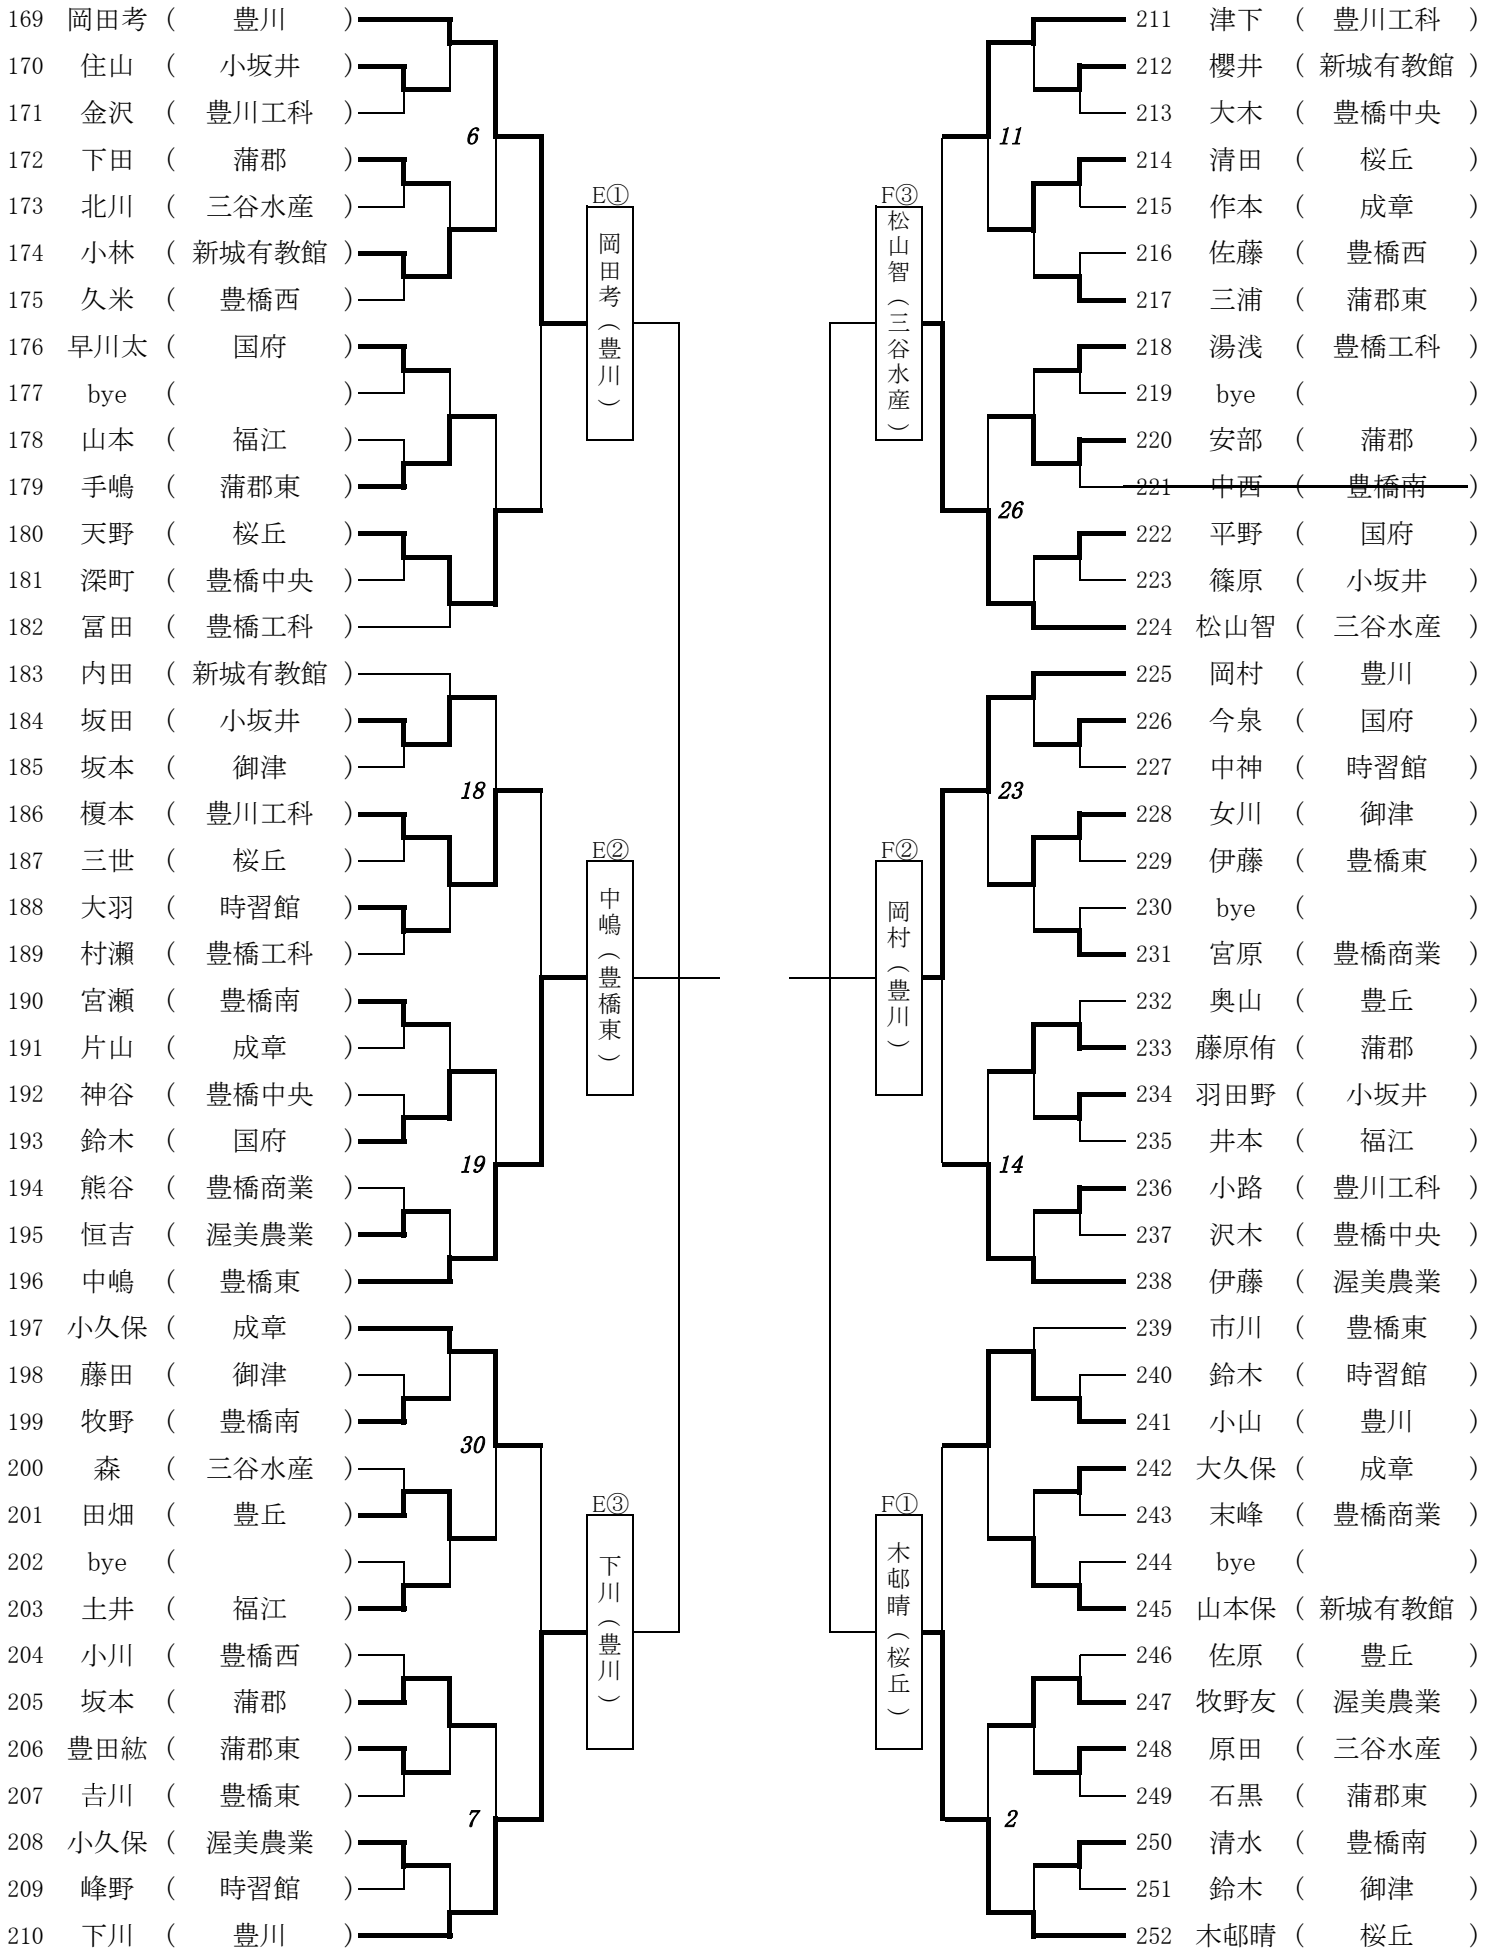 169 岡田考 ( 豊川 )
170 住山 ( 小坂井 )
171 金沢 ( 豊川工科 )
6
172 下田 ( 蒲郡 )
173 北川 ( 三谷水産 )
E①
174 小林 ( 新城有教館 )
175 久米 ( 豊橋西 )
岡田考(豊川)
176 早川太 ( 国府 )
177 bye ( )
178 山本 ( 福江 )
179 手嶋 ( 蒲郡東 )
180 天野 ( 桜丘 )
181 深町 ( 豊橋中央 )
182 冨田 ( 豊橋工科 )
183 内田 ( 新城有教館 )
184 坂田 ( 小坂井 )
185 坂本 ( 御津 )
18
186 榎本 ( 豊川工科 )
187 三世 ( 桜丘 )
E②
188 大羽 ( 時習館 )
189 村瀬 ( 豊橋工科 )
中嶋(豊橋東)
190 宮瀬 ( 豊橋南 )
191 片山 ( 成章 )
192 神谷 ( 豊橋中央 )
193 鈴木 ( 国府 )
19
194 熊谷 ( 豊橋商業 )
195 恒吉 ( 渥美農業 )
196 中嶋 ( 豊橋東 )
197 小久保 ( 成章 )
198 藤田 ( 御津 )
199 牧野 ( 豊橋南 )
30
200 森 ( 三谷水産 )
201 田畑 ( 豊丘 )
E③
202 bye ( )
203 土井 ( 福江 )
下川(豊川)
204 小川 ( 豊橋西 )
205 坂本 ( 蒲郡 )
206 豊田紘 ( 蒲郡東 )
207 吉川 ( 豊橋東 )
7
208 小久保 ( 渥美農業 )
209 峰野 ( 時習館 )
210 下川 ( 豊川 )
211 津下 ( 豊川工科 )
212 櫻井 ( 新城有教館 )
213 大木 ( 豊橋中央 )
11
214 清田 ( 桜丘 )
F③
215 作本 ( 成章 )
216 佐藤 ( 豊橋西 )
217 三浦 ( 蒲郡東 )
松山智(三谷水産)
218 湯浅 ( 豊橋工科 )
219 bye ( )
220 安部 ( 蒲郡 )
221 中西 ( 豊橋南 )
26
222 平野 ( 国府 )
223 篠原 ( 小坂井 )
224 松山智 ( 三谷水産 )
225 岡村 ( 豊川 )
226 今泉 ( 国府 )
227 中神 ( 時習館 )
23
228 女川 ( 御津 )
229 伊藤 ( 豊橋東 )
F②
230 bye ( )
231 宮原 ( 豊橋商業 )
岡村(豊川)
232 奥山 ( 豊丘 )
233 藤原侑 ( 蒲郡 )
234 羽田野 ( 小坂井 )
235 井本 ( 福江 )
14
236 小路 ( 豊川工科 )
237 沢木 ( 豊橋中央 )
238 伊藤 ( 渥美農業 )
239 市川 ( 豊橋東 )
240 鈴木 ( 時習館 )
241 小山 ( 豊川 )
242 大久保 ( 成章 )
243 末峰 ( 豊橋商業 )
F①
244 bye ( )
245 山本保 ( 新城有教館 )
木邨晴(桜丘)
246 佐原 ( 豊丘 )
247 牧野友 ( 渥美農業 )
248 原田 ( 三谷水産 )
249 石黒 ( 蒲郡東 )
2
250 清水 ( 豊橋南 )
251 鈴木 ( 御津 )
252 木邨晴 ( 桜丘 )